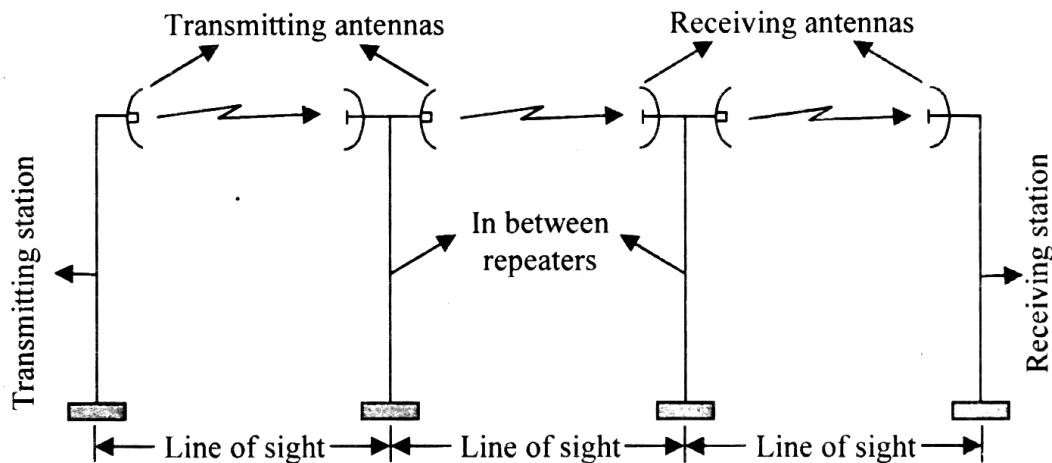 Transmitting antennas
Receiving antennas
Transmitting station
In between
repeaters
Receiving station
Line of sight
Line of sight
Line of sight